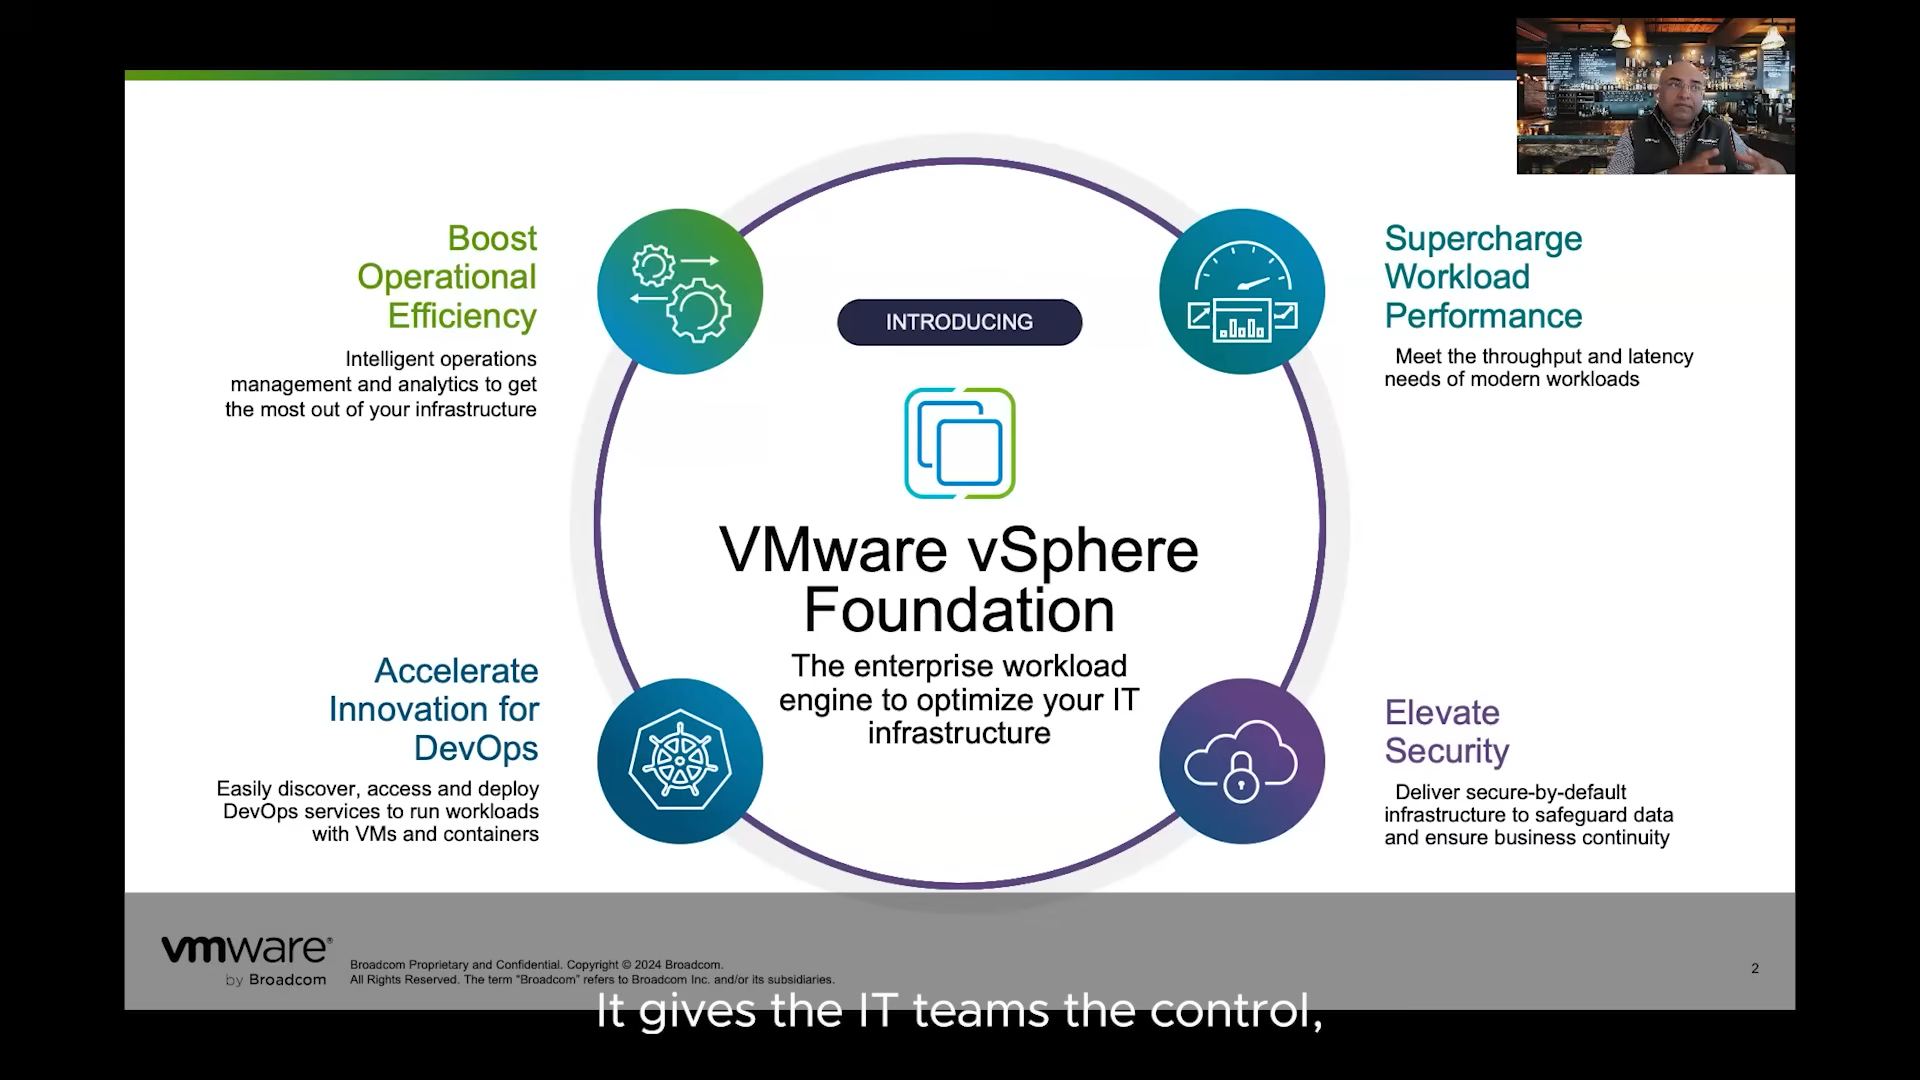 Boost
Operational
Efficiency
Intelligent operations
management and analytics to get
the most out of your infrastructure
INTRODUCING
VMware vSphere
Foundation
The enterprise workload
engine to optimize your IT
infrastructure
Supercharge
Workload
Performance
Meet the throughput and latency
needs of modern workloads
Accelerate
Innovation for
DevOps
Easily discover, access and deploy
DevOps services to run workloads
with VMs and containers
Elevate
Security
Deliver secure-by-default
infrastructure to safeguard data
and ensure business continuity
vmware®
by Broadcom
Broadcom Proprietary and Confidential. Copyright © 2024 Broadcom.
All Rights Reserved. The term “Broadcom” refers to Broadcom Inc. and/or its subsidiaries.
2
It gives the IT teams the control,